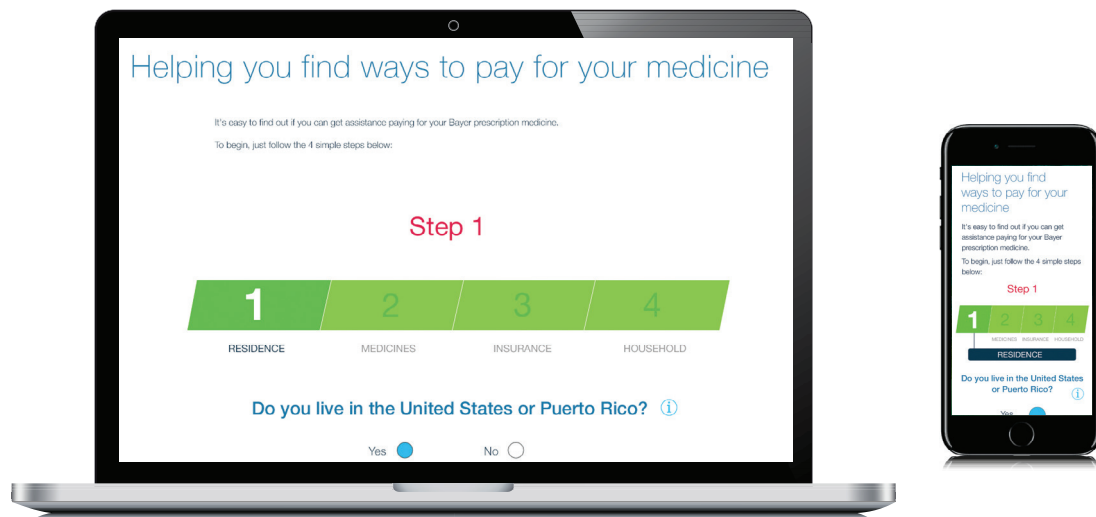 Helping you find ways to pay for your medicine
It's easy to find out if you can get assistance paying for your Bayer prescription medicine.
To begin, just follow the 4 simple steps below:
Step 1
1 2 3 4
RESIDENCE MEDICINES INSURANCE HOUSEHOLD
Do you live in the United States or Puerto Rico? i
Yes No
Helping you find
ways to pay for your
medicine
It's easy to find out if you can get
assistance paying for your Bayer
prescription medicine.
To begin, just follow the 4 simple steps
below:
Step 1
1 2 3 4
MEDICINES INSURANCE HOUSEHOLD
RESIDENCE
Do you live in the United States
or Puerto Rico? i
Yes